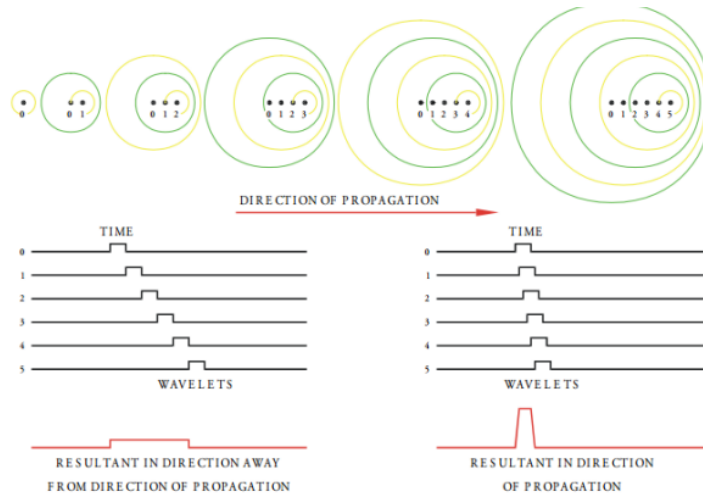 0
0 1
0 1 2
0 1 2 3
0 1 2 3 4
0 1 2 3 4 5
DIRECTION OF PROPAGATION
TIME
0
1
2
3
4
5
WAVELETS
RESULTANT IN DIRECTION AWAY
FROM DIRECTION OF PROPAGATION
TIME
0
1
2
3
4
5
WAVELETS
RESULTANT IN DIRECTION
OF PROPAGATION